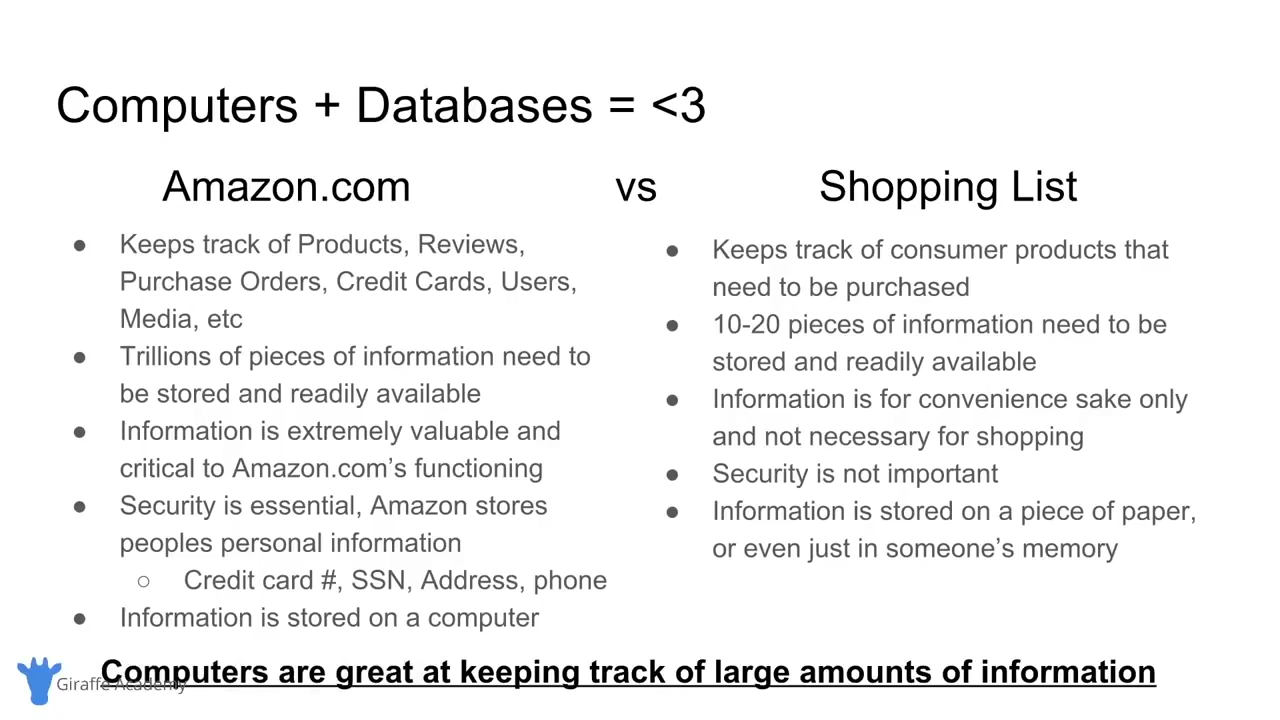 Computers + Databases = <3
Amazon.com vs Shopping List
● Keeps track of Products, Reviews,
Purchase Orders, Credit Cards, Users,
Media, etc
● Trillions of pieces of information need to
be stored and readily available
● Information is extremely valuable and
critical to Amazon.com’s functioning
● Security is essential, Amazon stores
peoples personal information
○ Credit card #, SSN, Address, phone
● Information is stored on a computer
● Keeps track of consumer products that
need to be purchased
● 10-20 pieces of information need to be
stored and readily available
● Information is for convenience sake only
and not necessary for shopping
● Security is not important
● Information is stored on a piece of paper,
or even just in someone’s memory
Computers are great at keeping track of large amounts of information
Giraffe Academy